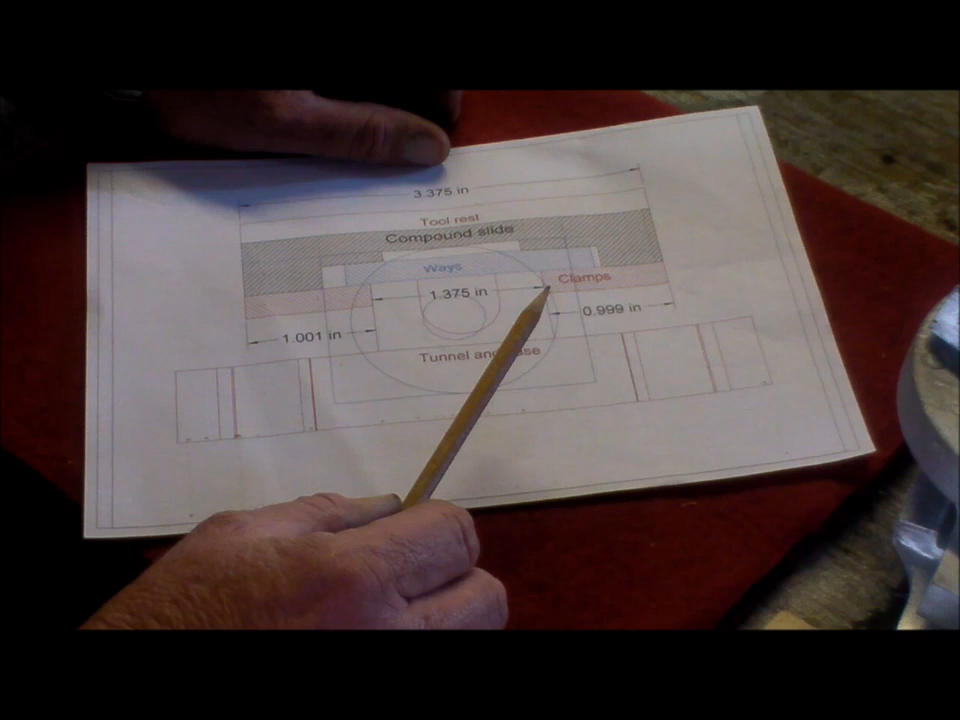 3.375 in
Tool rest
Compound slide
Ways
Clamps
1.375 in
0.999 in
1.001 in
Tunnel and base